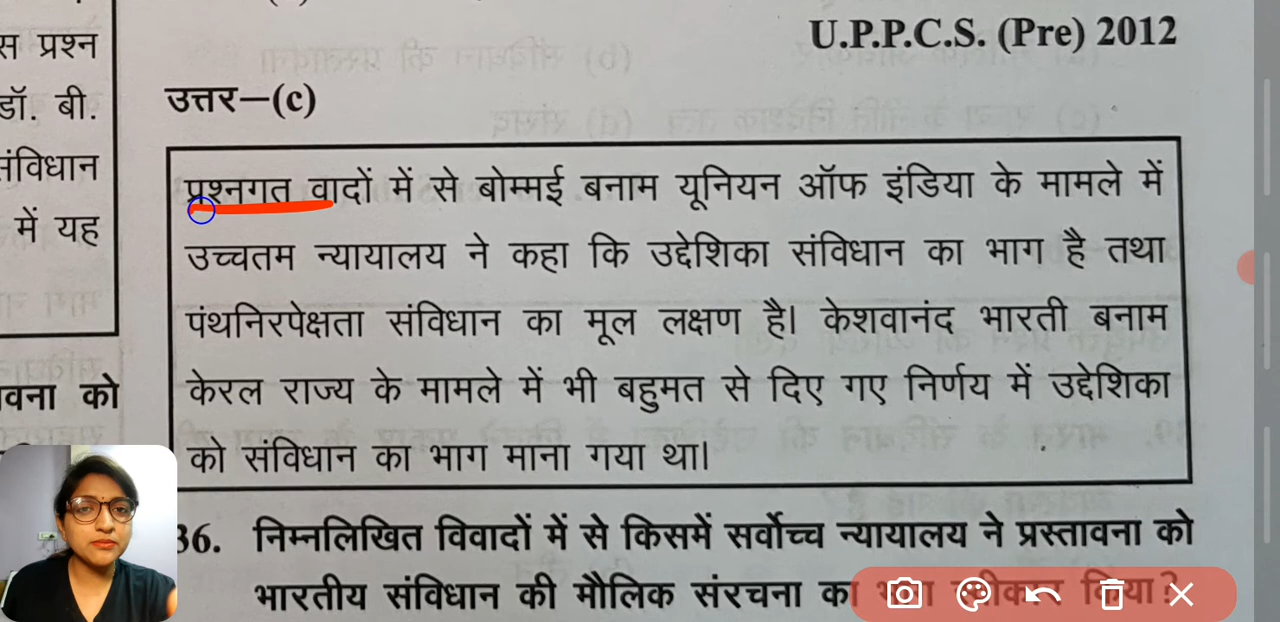 स प्रश्न
डॉ. बी.
संविधान
में यह
वना को
U.P.P.C.S. (Pre) 2012
उत्तर–(c)
प्रश्नगत वादों में से बोम्मई बनाम यूनियन ऑफ इंडिया के मामले में
उच्चतम न्यायालय ने कहा कि उद्देशिका संविधान का भाग है तथा
पंथनिरपेक्षता संविधान का मूल लक्षण है। केशवानंद भारती बनाम
केरल राज्य के मामले में भी बहुमत से दिए गए निर्णय में उद्देशिका
को संविधान का भाग माना गया था।
36. निम्नलिखित विवादों में से किसमें सर्वोच्च न्यायालय ने प्रस्तावना को
भारतीय संविधान की मौलिक संरचना का किया?